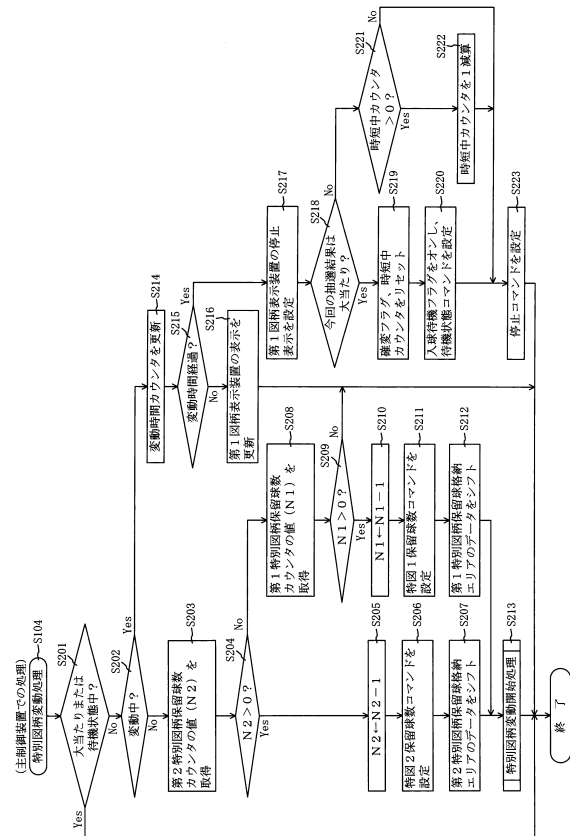 (主制御装置での処理)
特別図柄変動処理
S104
S201
大当たりまたは
待機状態中?
Yes
No
S202
変動中?
Yes
No
S203
第2特別図柄保留球数
カウンタの値(N2)を
取得
S204
N2>0?
No
Yes
S205
N2←N2-1
S206
特図2保留球数コマンドを
設定
S207
第2特別図柄保留球格納
エリアのデータをシフト
S208
第1特別図柄保留球数
カウンタの値(N1)を
取得
S209
N1>0?
No
Yes
S210
N1←N1-1
S211
特図1保留球数コマンドを
設定
S212
第1特別図柄保留球格納
エリアのデータをシフト
S213
特別図柄変動開始処理
S214
変動時間カウンタを更新
S215
変動時間経過?
Yes
No
S216
第1図柄表示装置の表示を
更新
S217
第1図柄表示装置の停止
表示を設定
S218
今回の抽選結果は
大当たり?
No
Yes
S219
確変フラグ、時短中
カウンタをリセット
S220
入球待機フラグをオンし、
待機状態コマンドを設定
S221
時短中カウンタ
>0?
No
Yes
S222
時短中カウンタを1減算
S223
停止コマンドを設定
終了